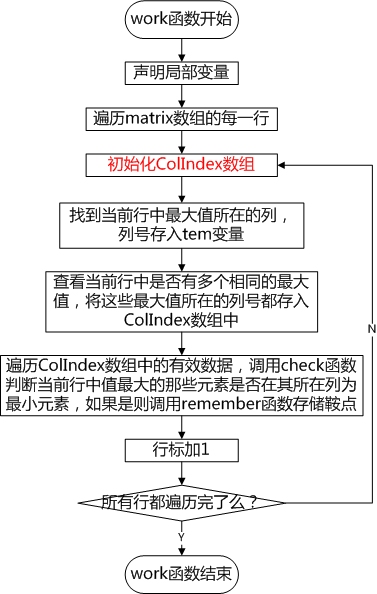 work函数开始
声明局部变量
遍历matrix数组的每一行
初始化ColIndex数组
找到当前行中最大值所在的列，
列号存入tem变量
查看当前行中是否有多个相同的最大
值，将这些最大值所在的列号都存入
ColIndex数组中
遍历ColIndex数组中的有效数据，调用check函数
判断当前行中值最大的那些元素是否在其所在列为
最小元素，如果是则调用remember函数存储鞍点
行标加1
所有行都遍历完了么？
N
Y
work函数结束